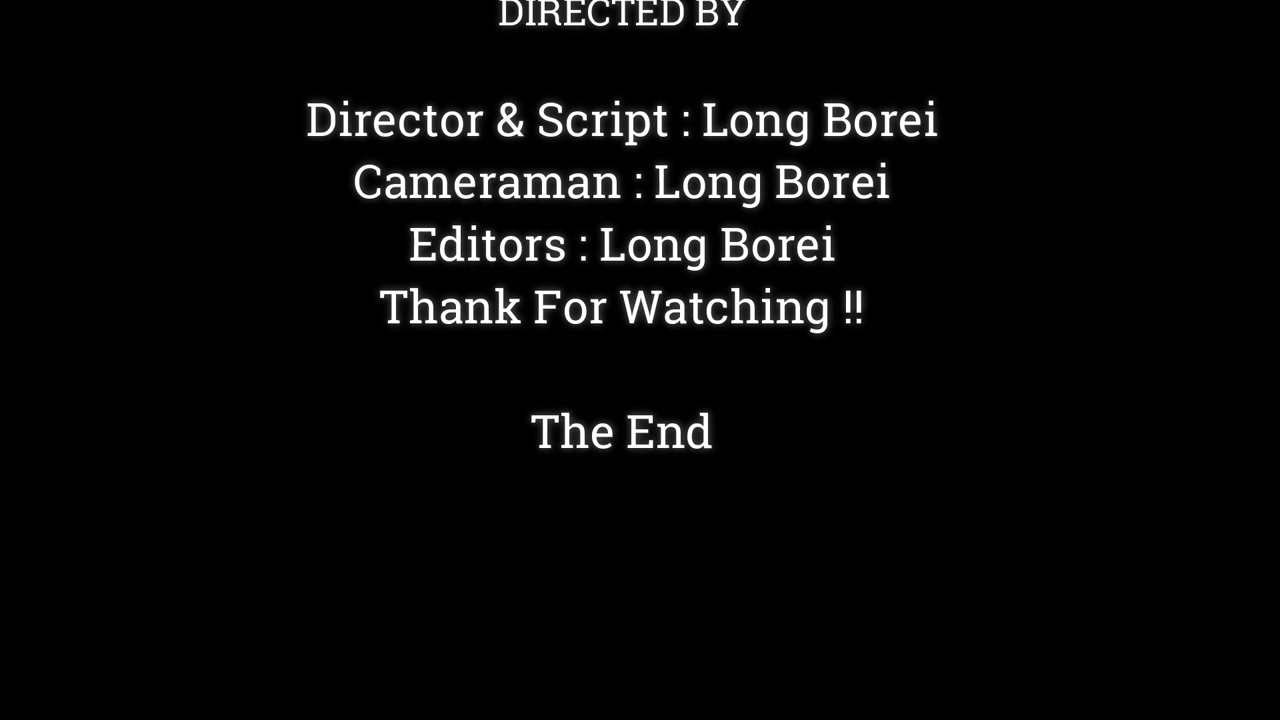 DIRECTED BY
Director & Script : Long Borei
Cameraman : Long Borei
Editors : Long Borei
Thank For Watching !!
The End